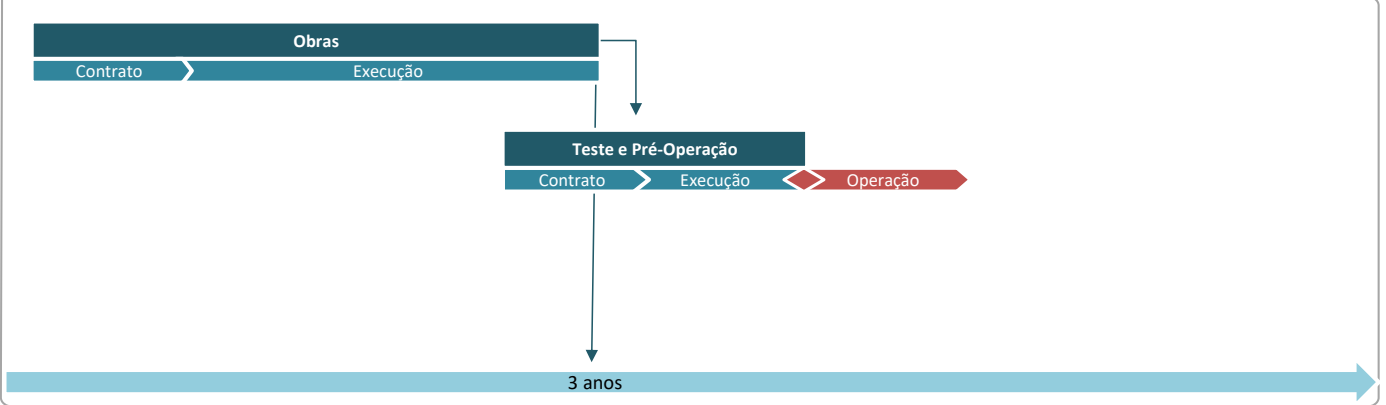 Obras
Contrato Execução
Teste e Pré-Operação
Contrato Execução Operação
3 anos